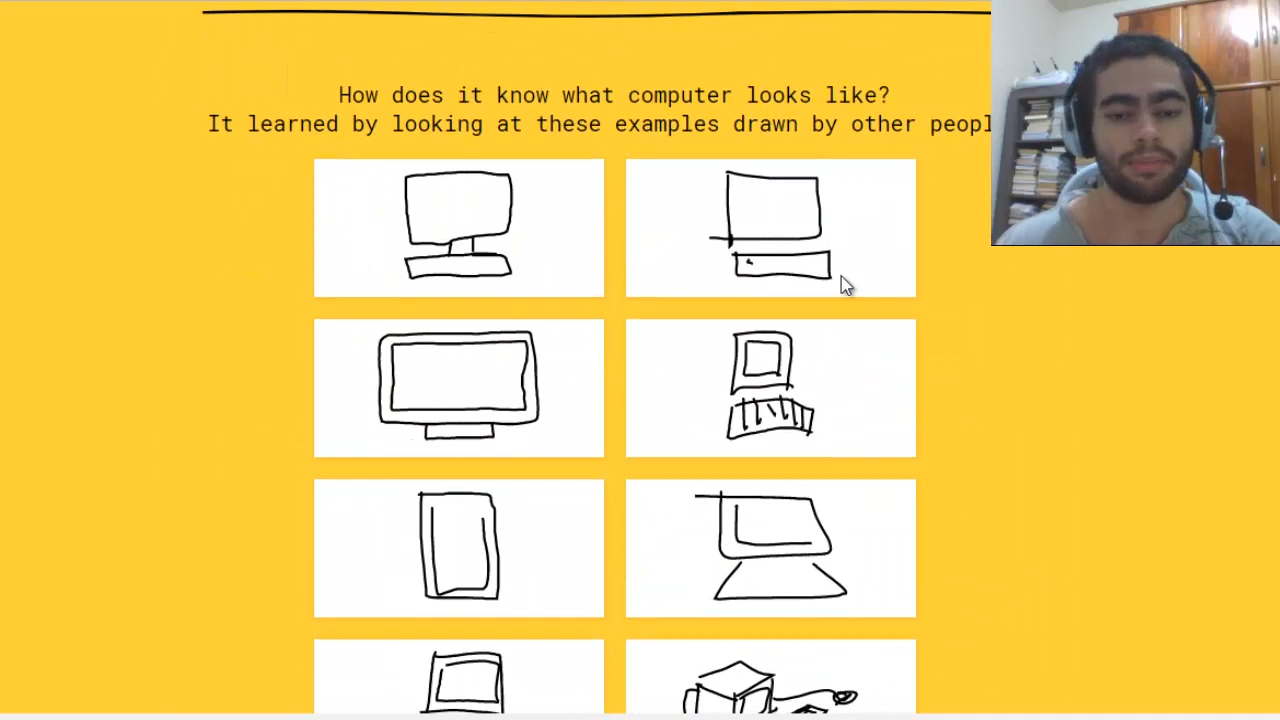 How does it know what computer looks like?
It learned by looking at these examples drawn by other peopl